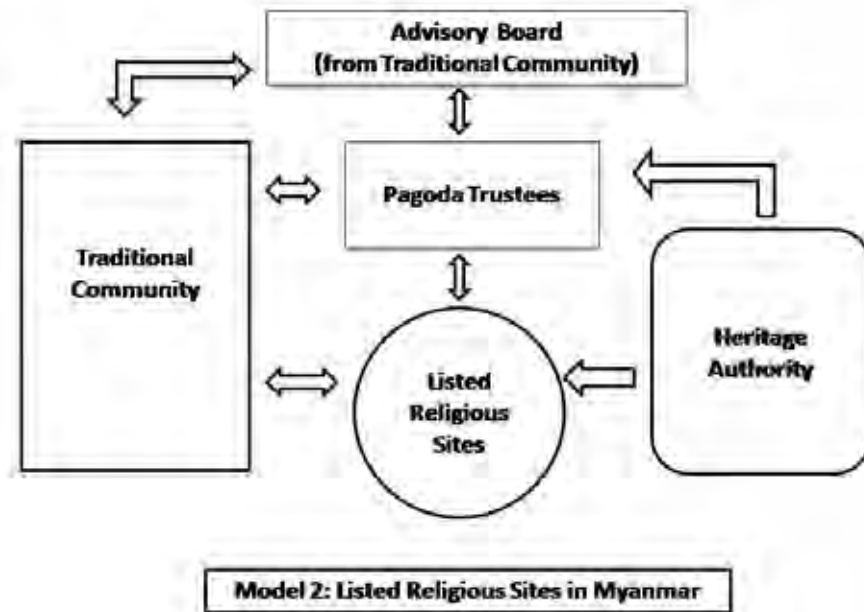 Advisory Board
(from Traditional Community)
Pagoda Trustees
Traditional
Community
Heritage
Authority
Listed
Religious
Sites
Model 2: Listed Religious Sites in Myanmar